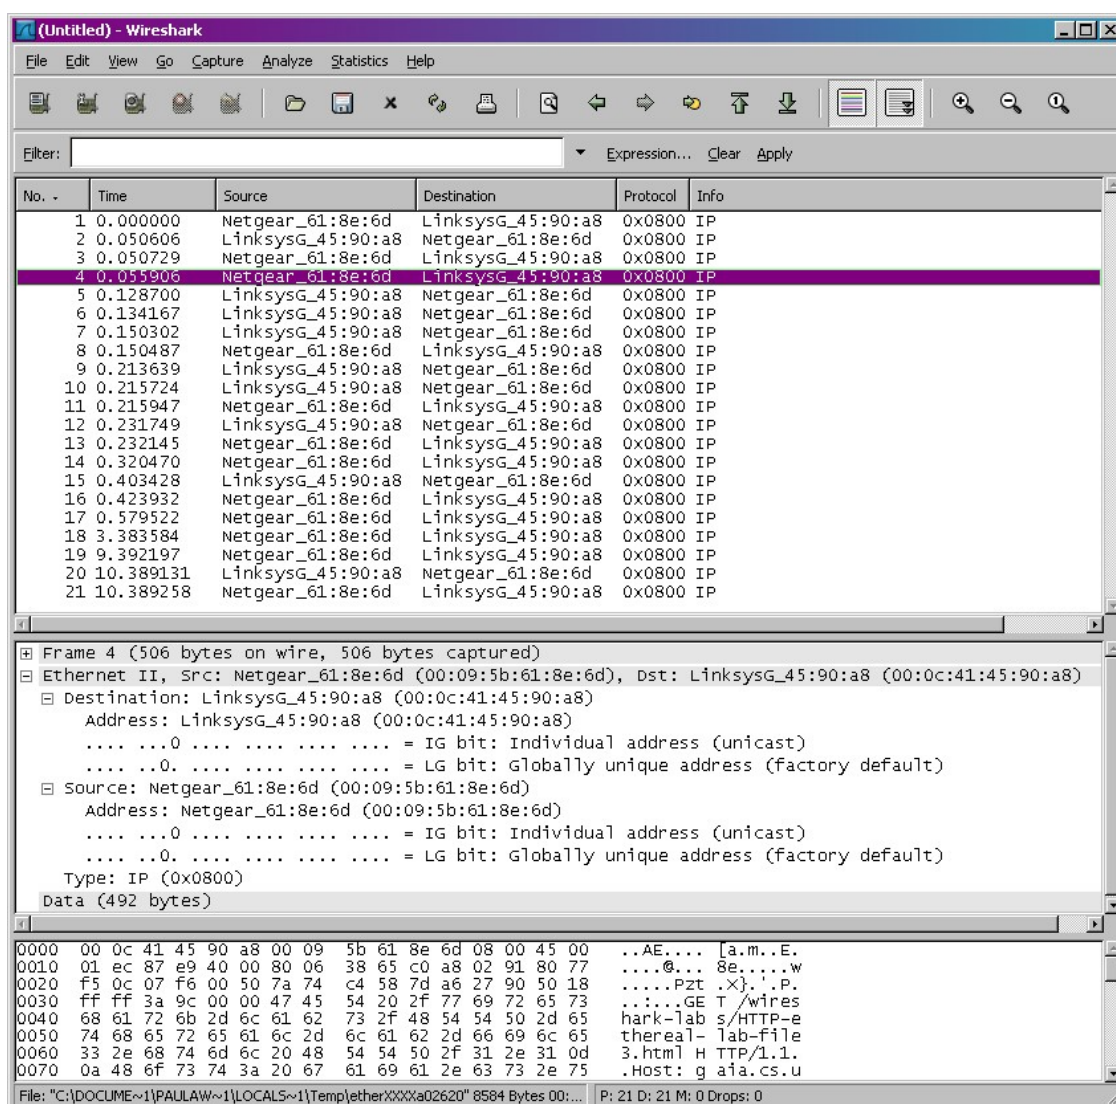 (Untitled) - Wireshark
File Edit View Go Capture Analyze Statistics Help
Filter: Expression... Clear Apply
No. Time Source Destination Protocol Info
1 0.000000 Netgear_61:8e:6d LinksysG_45:90:a8 0x0800 IP
2 0.050606 LinksysG_45:90:a8 Netgear_61:8e:6d 0x0800 IP
3 0.050729 Netgear_61:8e:6d LinksysG_45:90:a8 0x0800 IP
4 0.055906 Netgear_61:8e:6d LinksysG_45:90:a8 0x0800 IP
5 0.128700 LinksysG_45:90:a8 Netgear_61:8e:6d 0x0800 IP
6 0.134167 LinksysG_45:90:a8 Netgear_61:8e:6d 0x0800 IP
7 0.150302 LinksysG_45:90:a8 Netgear_61:8e:6d 0x0800 IP
8 0.150487 Netgear_61:8e:6d LinksysG_45:90:a8 0x0800 IP
9 0.213639 LinksysG_45:90:a8 Netgear_61:8e:6d 0x0800 IP
10 0.215724 LinksysG_45:90:a8 Netgear_61:8e:6d 0x0800 IP
11 0.215947 Netgear_61:8e:6d LinksysG_45:90:a8 0x0800 IP
12 0.231749 LinksysG_45:90:a8 Netgear_61:8e:6d 0x0800 IP
13 0.232145 Netgear_61:8e:6d LinksysG_45:90:a8 0x0800 IP
14 0.320470 Netgear_61:8e:6d LinksysG_45:90:a8 0x0800 IP
15 0.403428 LinksysG_45:90:a8 Netgear_61:8e:6d 0x0800 IP
16 0.423932 Netgear_61:8e:6d LinksysG_45:90:a8 0x0800 IP
17 0.579522 Netgear_61:8e:6d LinksysG_45:90:a8 0x0800 IP
18 3.383584 Netgear_61:8e:6d LinksysG_45:90:a8 0x0800 IP
19 9.392197 Netgear_61:8e:6d LinksysG_45:90:a8 0x0800 IP
20 10.389131 LinksysG_45:90:a8 Netgear_61:8e:6d 0x0800 IP
21 10.389258 Netgear_61:8e:6d LinksysG_45:90:a8 0x0800 IP
Frame 4 (506 bytes on wire, 506 bytes captured)
Ethernet II, Src: Netgear_61:8e:6d (00:09:5b:61:8e:6d), Dst: LinksysG_45:90:a8 (00:0c:41:45:90:a8)
Destination: LinksysG_45:90:a8 (00:0c:41:45:90:a8)
Address: LinksysG_45:90:a8 (00:0c:41:45:90:a8)
.... ...0 .... .... .... .... = IG bit: Individual address (unicast)
.... ..0. .... .... .... .... = LG bit: Globally unique address (factory default)
Source: Netgear_61:8e:6d (00:09:5b:61:8e:6d)
Address: Netgear_61:8e:6d (00:09:5b:61:8e:6d)
.... ...0 .... .... .... .... = IG bit: Individual address (unicast)
.... ..0. .... .... .... .... = LG bit: Globally unique address (factory default)
Type: IP (0x0800)
Data (492 bytes)
0000 00 0c 41 45 90 a8 00 09 5b 61 8e 6d 08 00 45 00 ..AE.... [a.m..E.
0010 01 ec 87 e9 40 00 80 06 38 65 c0 a8 02 91 80 77 ....@... 8e.....w
0020 f5 0c 07 f6 00 50 7a 74 c4 58 7d a6 27 90 50 18 .....Pzt .X}.'.P.
0030 ff ff 3a 9c 00 00 47 45 54 20 2f 77 69 72 65 73 ..:...GE T /wires
0040 68 61 72 6b 2d 6c 61 62 73 2f 48 54 54 50 2d 65 hark-lab s/HTTP-e
0050 74 68 65 72 65 61 6c 2d 6c 61 62 2d 66 69 6c 65 thereal- lab-file
0060 33 2e 68 74 6d 6c 20 48 54 54 50 2f 31 2e 31 0d 3.html H TTP/1.1.
0070 0a 48 6f 73 74 3a 20 67 61 69 61 2e 63 73 2e 75 .Host: g aia.cs.u
File: "C:\DOCUME~1\PAULAW~1\LOCALS~1\Temp\etherXXXXa02620" 8584 Bytes 00:... P: 21 D: 21 M: 0 Drops: 0